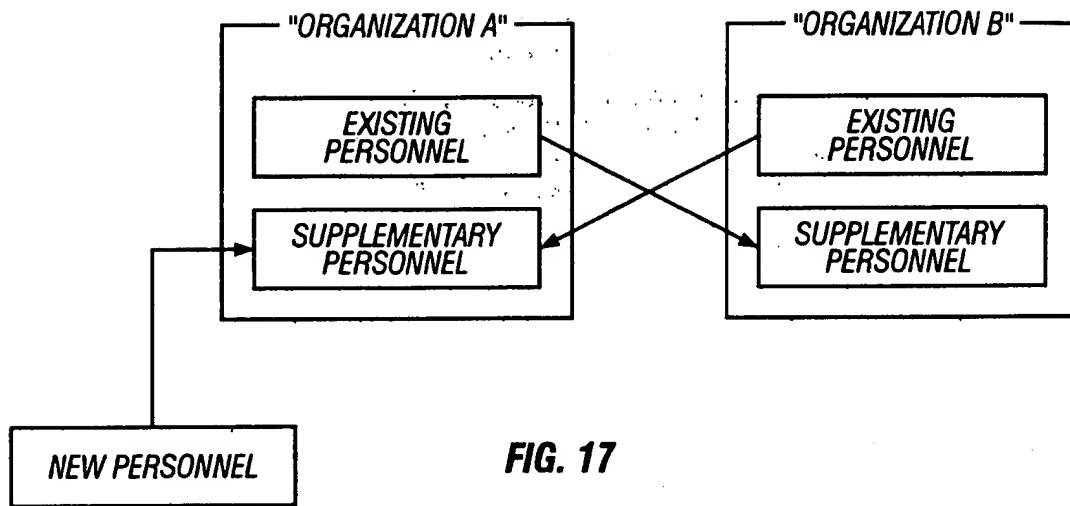 "ORGANIZATION A"
EXISTING
PERSONNEL
SUPPLEMENTARY
PERSONNEL
"ORGANIZATION B"
EXISTING
PERSONNEL
SUPPLEMENTARY
PERSONNEL
NEW PERSONNEL
FIG. 17